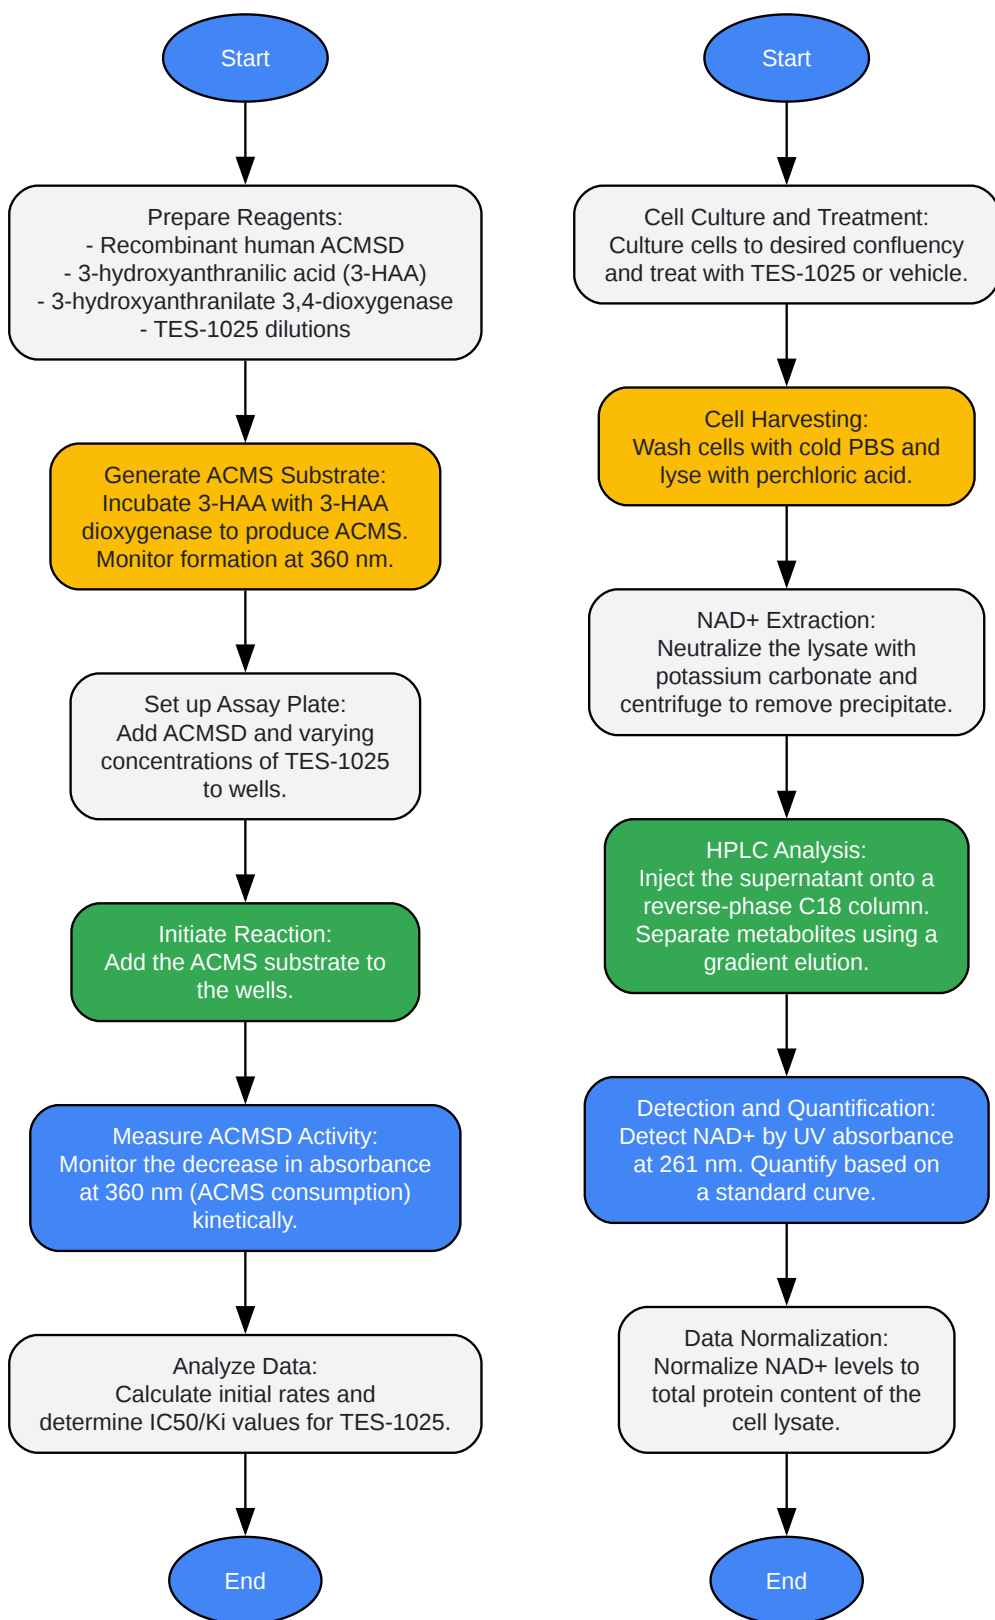 Start
Prepare Reagents:
- Recombinant human ACMSD
- 3-hydroxyanthranilic acid (3-HAA)
- 3-hydroxyanthranilate 3,4-dioxygenase
- TES-1025 dilutions
Generate ACMS Substrate:
Incubate 3-HAA with 3-HAA
dioxygenase to produce ACMS.
Monitor formation at 360 nm.
Set up Assay Plate:
Add ACMSD and varying
concentrations of TES-1025
to wells.
Initiate Reaction:
Add the ACMS substrate to
the wells.
Measure ACMSD Activity:
Monitor the decrease in absorbance
at 360 nm (ACMS consumption)
kinetically.
Analyze Data:
Calculate initial rates and
determine IC50/Ki values for TES-1025.
End
Start
Cell Culture and Treatment:
Culture cells to desired confluency
and treat with TES-1025 or vehicle.
Cell Harvesting:
Wash cells with cold PBS and
lyse with perchloric acid.
NAD+ Extraction:
Neutralize the lysate with
potassium carbonate and
centrifuge to remove precipitate.
HPLC Analysis:
Inject the supernatant onto a
reverse-phase C18 column.
Separate metabolites using a
gradient elution.
Detection and Quantification:
Detect NAD+ by UV absorbance
at 261 nm. Quantify based on
a standard curve.
Data Normalization:
Normalize NAD+ levels to
total protein content of the
cell lysate.
End